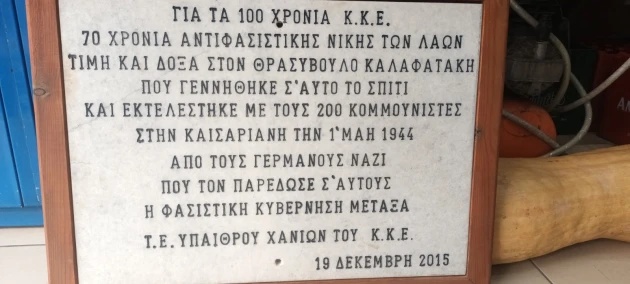 ΓΙΑ ΤΑ 100 ΧΡΟΝΙΑ Κ.Κ.Ε.
70 ΧΡΟΝΙΑ ΑΝΤΙΦΑΣΙΣΤΙΚΗΣ ΝΙΚΗΣ ΤΩΝ ΛΑΩΝ
ΤΙΜΗ ΚΑΙ ΔΟΞΑ ΣΤΟΝ ΘΡΑΣΥΒΟΥΛΟ ΚΑΛΑΦΑΤΑΚΗ
ΠΟΥ ΓΕΝΝΗΘΗΚΕ Σ'ΑΥΤΟ ΤΟ ΣΠΙΤΙ
ΚΑΙ ΕΚΤΕΛΕΣΤΗΚΕ ΜΕ ΤΟΥΣ 200 ΚΟΜΜΟΥΝΙΣΤΕΣ
ΣΤΗΝ ΚΑΙΣΑΡΙΑΝΗ ΤΗΝ 1'ΜΑΗ 1944
ΑΠΟ ΤΟΥΣ ΓΕΡΜΑΝΟΥΣ ΝΑΖΙ
ΠΟΥ ΤΟΝ ΠΑΡΕΔΩΣΕ Σ'ΑΥΤΟΥΣ
Η ΦΑΣΙΣΤΙΚΗ ΚΥΒΕΡΝΗΣΗ ΜΕΤΑΞΑ
Τ.Ε.ΥΠΑΙΘΡΟΥ ΧΑΝΙΩΝ ΤΟΥ Κ.Κ.Ε.
19 ΔΕΚΕΜΒΡΗ 2015